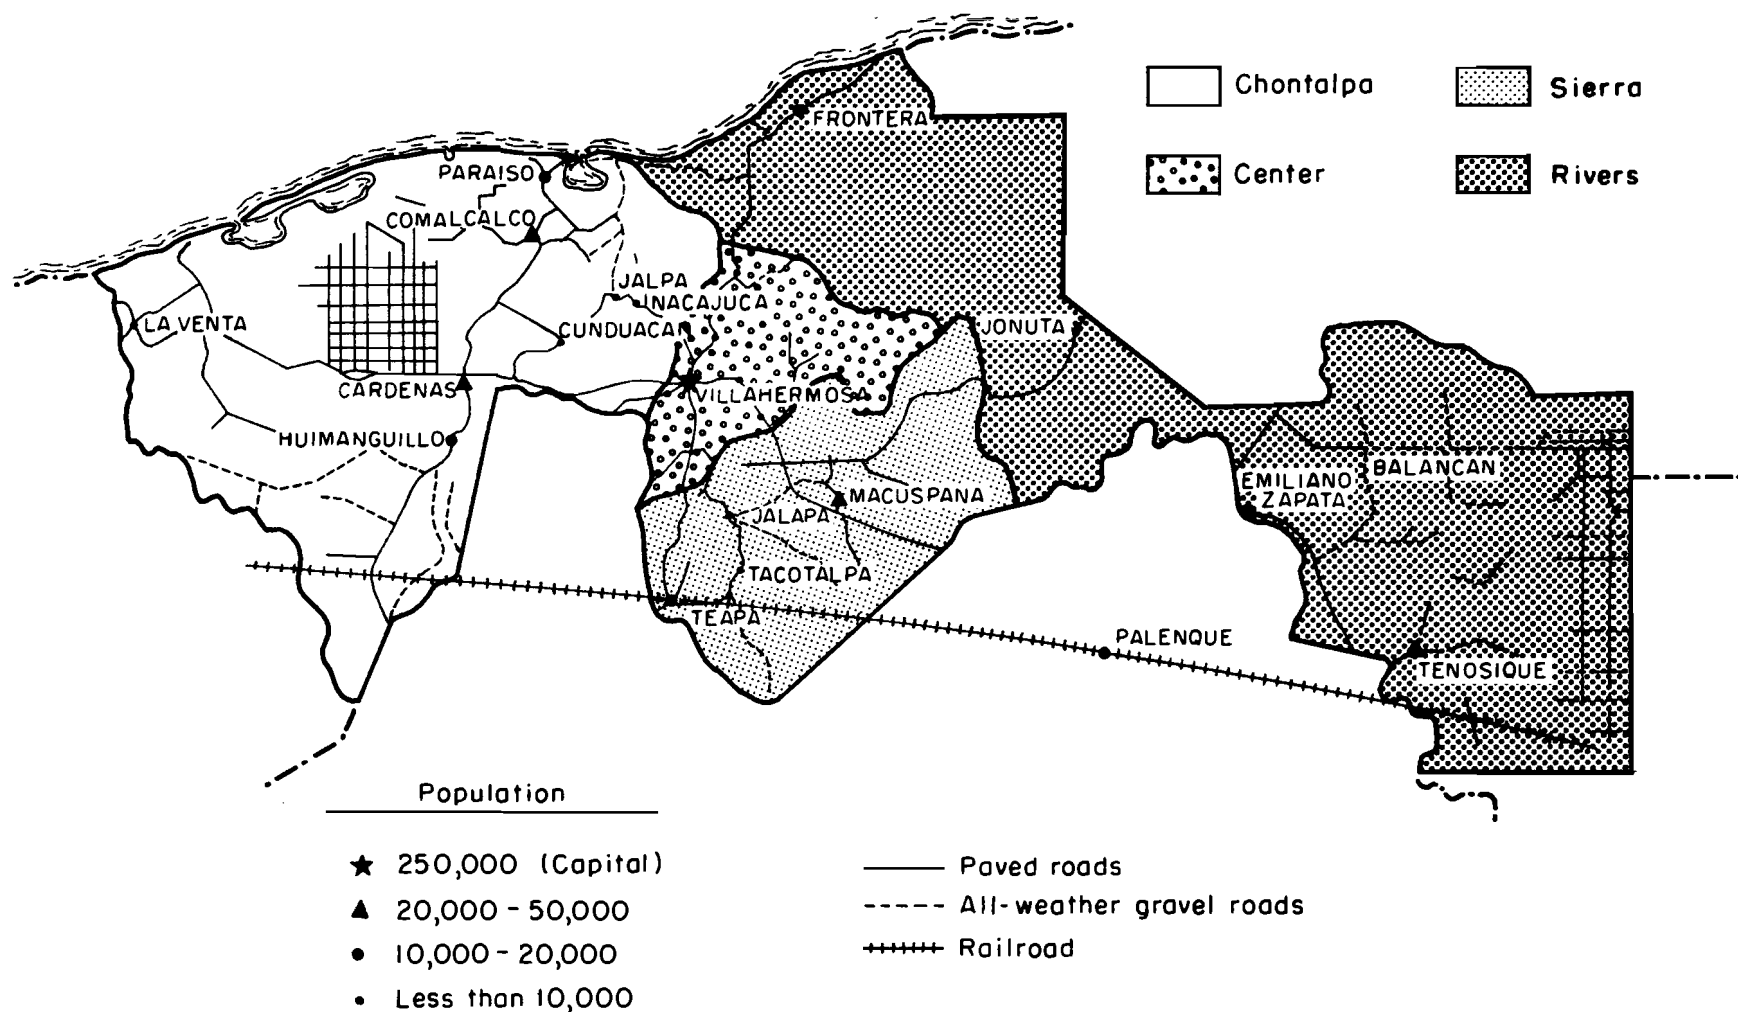 Chontalpa
Sierra
Center
Rivers
FRONTERA
PARAISO
COMALCALCO
JALPA
NACAJUCA
LA VENTA
CUNDUACAN
JONUTA
CARDENAS
VILLAHERMOSA
HUIMANGUILLO
BALANCAN
EMILIANO
ZAPATA
MACUSPANA
JALAPA
TACOTALPA
TEAPA
PALENQUE
TENOSIQUE
Population
250,000 (Capital)
20,000 - 50,000
10,000 - 20,000
Less than 10,000
Paved roads
All-weather gravel roads
Railroad